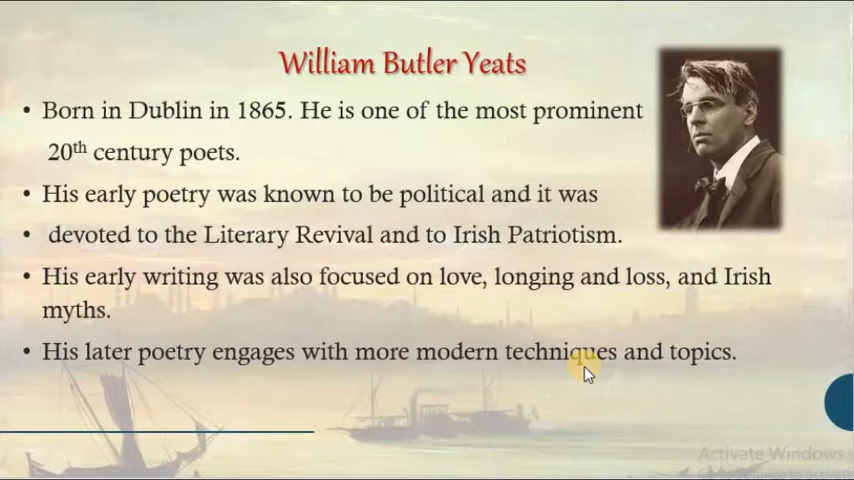 William Butler Yeats
• Born in Dublin in 1865. He is one of the most prominent
20th century poets.
• His early poetry was known to be political and it was
• devoted to the Literary Revival and to Irish Patriotism.
• His early writing was also focused on love, longing and loss, and Irish
myths.
• His later poetry engages with more modern techniques and topics.
Activate Windows